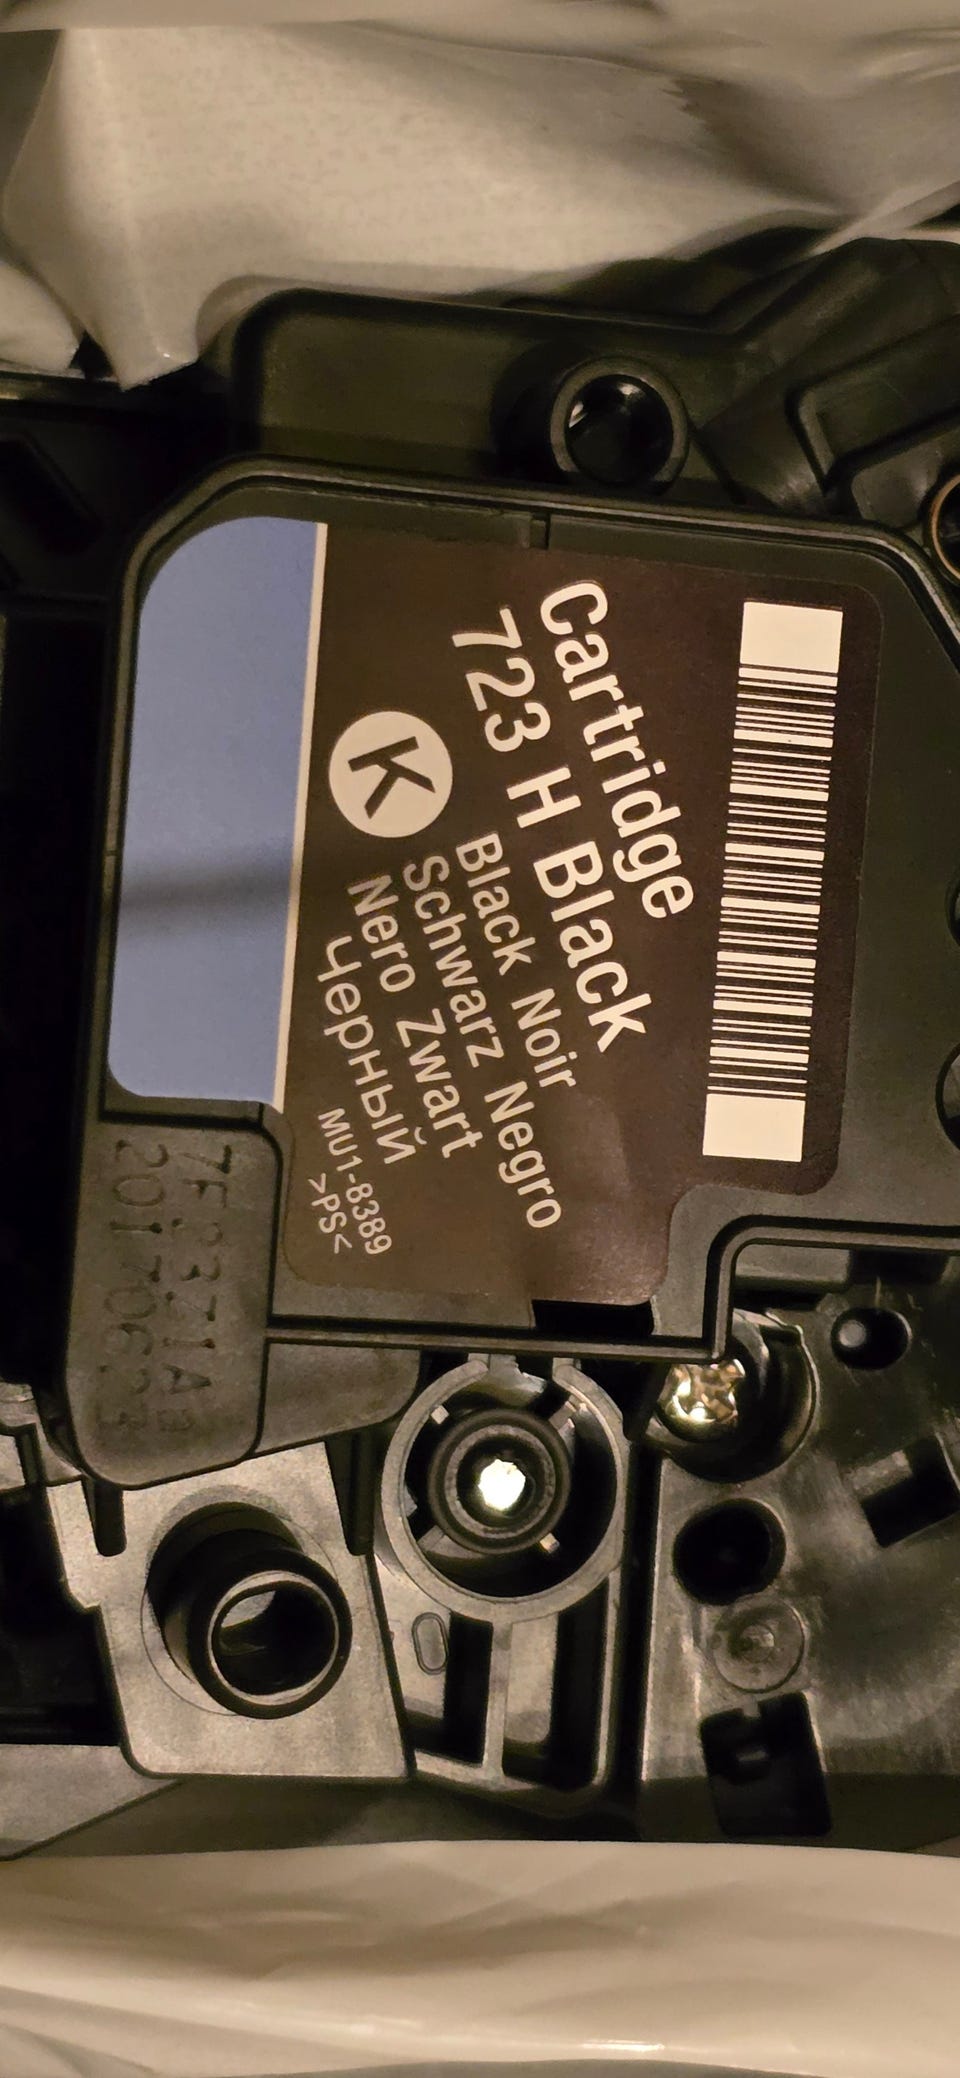 Cartridge
723 H Black
K
Black Noir
Schwarz Negro
Nero Zwart
Черный
MU1-8389
>PS<